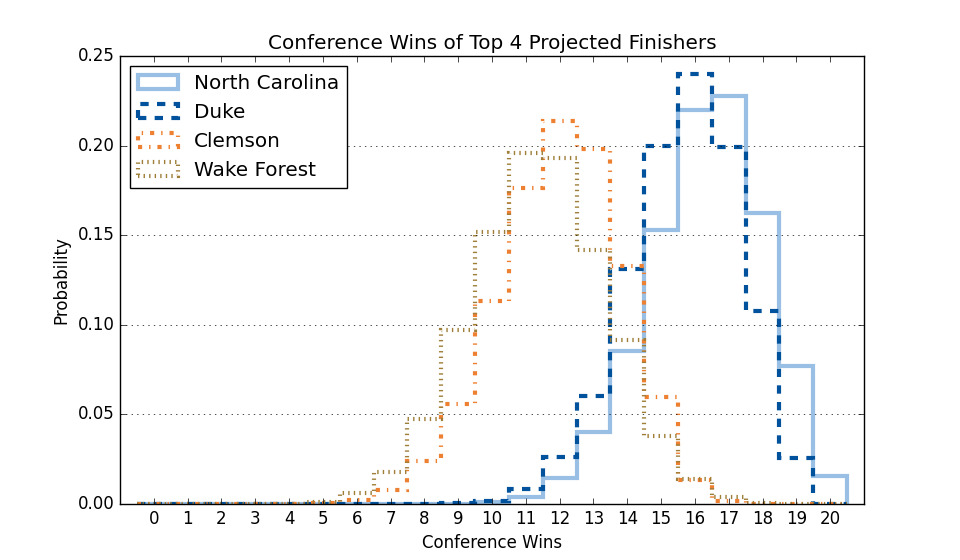 Conference Wins of Top 4 Projected Finishers
0.25
0.20
0.15
0.10
0.05
0.00
Probability
North Carolina
Duke
Clemson
Wake Forest
0 1 2 3 4 5 6 7 8 9 10 11 12 13 14 15 16 17 18 19 20
Conference Wins